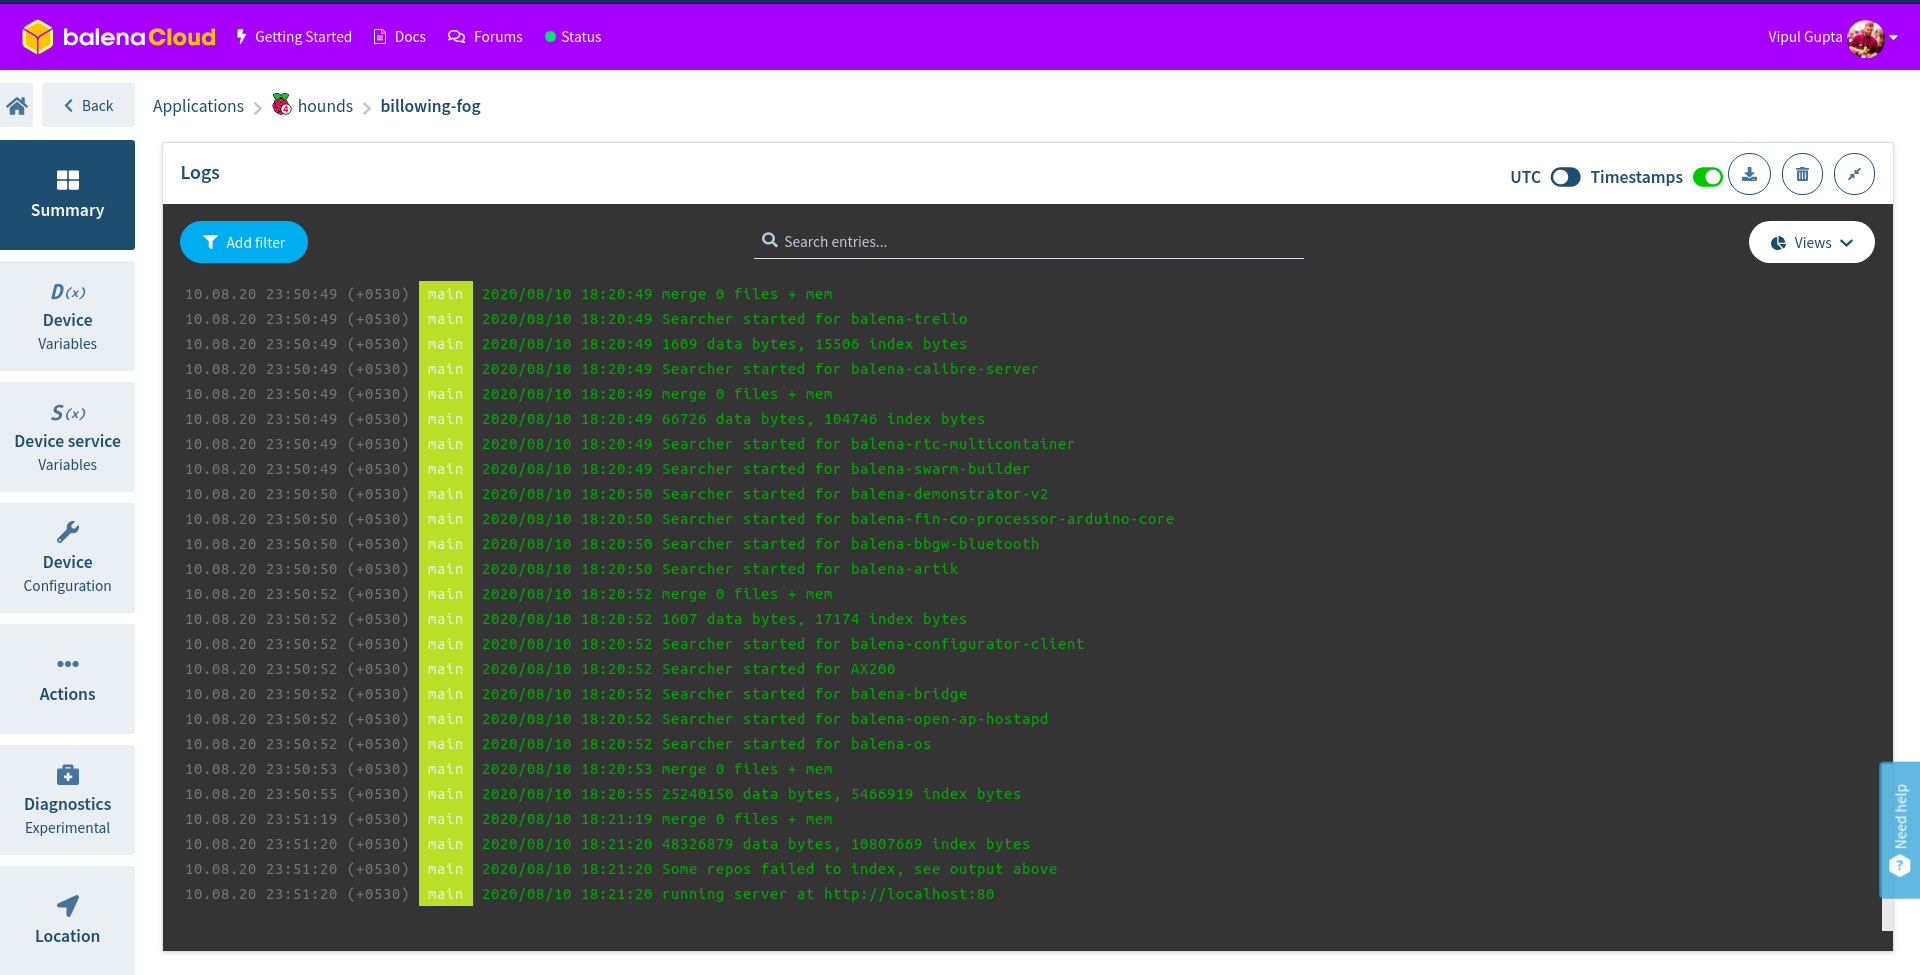 balenaCloud Getting Started Docs Forums Status Vipul Gupta
Back Applications hounds billowing-fog
Summary
D(x)
Device
Variables
S(x)
Device service
Variables
Device
Configuration
Actions
Diagnostics
Experimental
Location
Logs UTC Timestamps
Add filter Search entries... Views
10.08.20 23:50:49 (+0530) main 2020/08/10 18:20:49 merge 0 files + mem
10.08.20 23:50:49 (+0530) main 2020/08/10 18:20:49 Searcher started for balena-trello
10.08.20 23:50:49 (+0530) main 2020/08/10 18:20:49 1609 data bytes, 15506 index bytes
10.08.20 23:50:49 (+0530) main 2020/08/10 18:20:49 Searcher started for balena-calibre-server
10.08.20 23:50:49 (+0530) main 2020/08/10 18:20:49 merge 0 files + mem
10.08.20 23:50:49 (+0530) main 2020/08/10 18:20:49 66726 data bytes, 104746 index bytes
10.08.20 23:50:49 (+0530) main 2020/08/10 18:20:49 Searcher started for balena-rtc-multicontainer
10.08.20 23:50:49 (+0530) main 2020/08/10 18:20:49 Searcher started for balena-swarm-builder
10.08.20 23:50:50 (+0530) main 2020/08/10 18:20:50 Searcher started for balena-demonstrator-v2
10.08.20 23:50:50 (+0530) main 2020/08/10 18:20:50 Searcher started for balena-fin-co-processor-arduino-core
10.08.20 23:50:50 (+0530) main 2020/08/10 18:20:50 Searcher started for balena-bbgw-bluetooth
10.08.20 23:50:50 (+0530) main 2020/08/10 18:20:50 Searcher started for balena-artik
10.08.20 23:50:52 (+0530) main 2020/08/10 18:20:52 merge 0 files + mem
10.08.20 23:50:52 (+0530) main 2020/08/10 18:20:52 1607 data bytes, 17174 index bytes
10.08.20 23:50:52 (+0530) main 2020/08/10 18:20:52 Searcher started for balena-configurator-client
10.08.20 23:50:52 (+0530) main 2020/08/10 18:20:52 Searcher started for AX200
10.08.20 23:50:52 (+0530) main 2020/08/10 18:20:52 Searcher started for balena-bridge
10.08.20 23:50:52 (+0530) main 2020/08/10 18:20:52 Searcher started for balena-open-ap-hostapd
10.08.20 23:50:52 (+0530) main 2020/08/10 18:20:52 Searcher started for balena-os
10.08.20 23:50:53 (+0530) main 2020/08/10 18:20:53 merge 0 files + mem
10.08.20 23:50:55 (+0530) main 2020/08/10 18:20:55 25240150 data bytes, 5466919 index bytes
10.08.20 23:51:19 (+0530) main 2020/08/10 18:21:19 merge 0 files + mem
10.08.20 23:51:20 (+0530) main 2020/08/10 18:21:20 48326879 data bytes, 10807669 index bytes
10.08.20 23:51:20 (+0530) main 2020/08/10 18:21:20 Some repos failed to index, see output above
10.08.20 23:51:20 (+0530) main 2020/08/10 18:21:20 running server at http://localhost:80
Need help
?